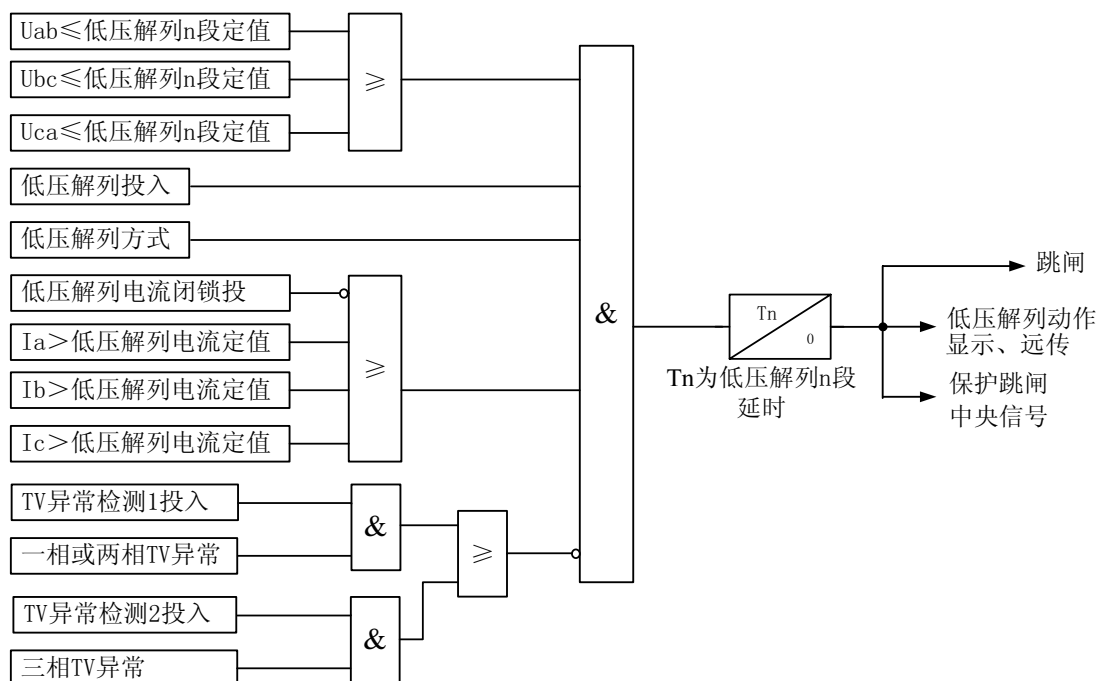 Uab≤低压解列n段定值
Ubc≤低压解列n段定值
Uca≤低压解列n段定值
≥
低压解列投入
低压解列方式
低压解列电流闭锁投
Ia>低压解列电流定值
Ib>低压解列电流定值
Ic>低压解列电流定值
≥
TV异常检测1投入
一相或两相TV异常
&
TV异常检测2投入
三相TV异常
&
≥
&
Tn
0
Tn为低压解列n段
延时
跳闸
低压解列动作
显示、远传
保护跳闸
中央信号